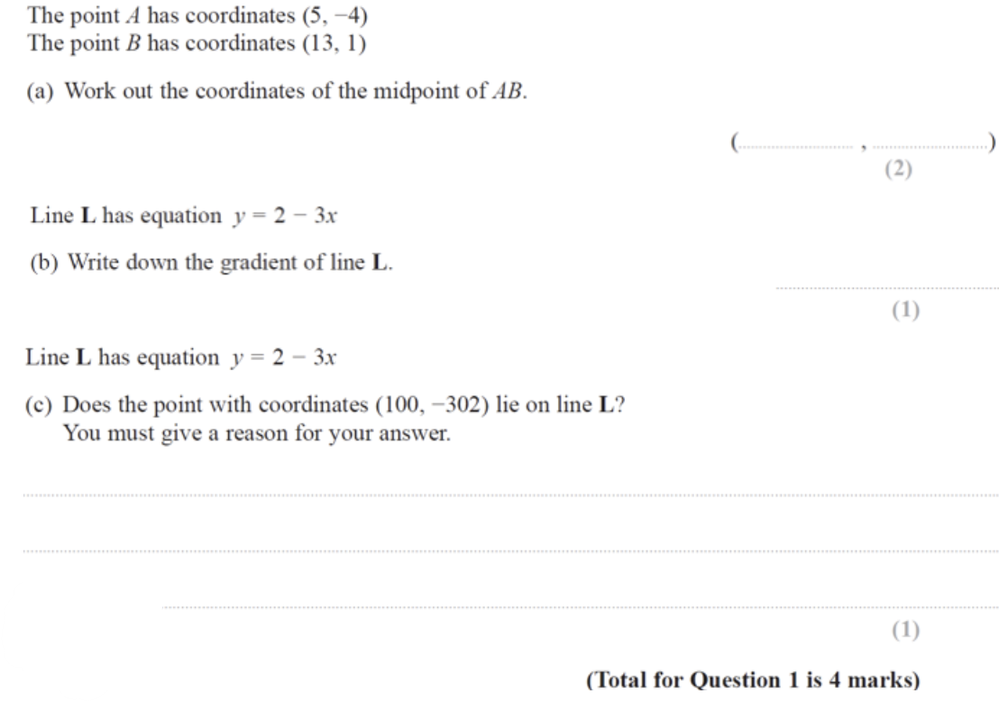 The point A has coordinates (5, −4)
The point B has coordinates (13, 1)
(a) Work out the coordinates of the midpoint of AB.
(.............................. , ..............................)
(2)
Line L has equation y = 2 − 3x
(b) Write down the gradient of line L.
(1)
Line L has equation y = 2 − 3x
(c) Does the point with coordinates (100, −302) lie on line L?
You must give a reason for your answer.
(1)
(Total for Question 1 is 4 marks)